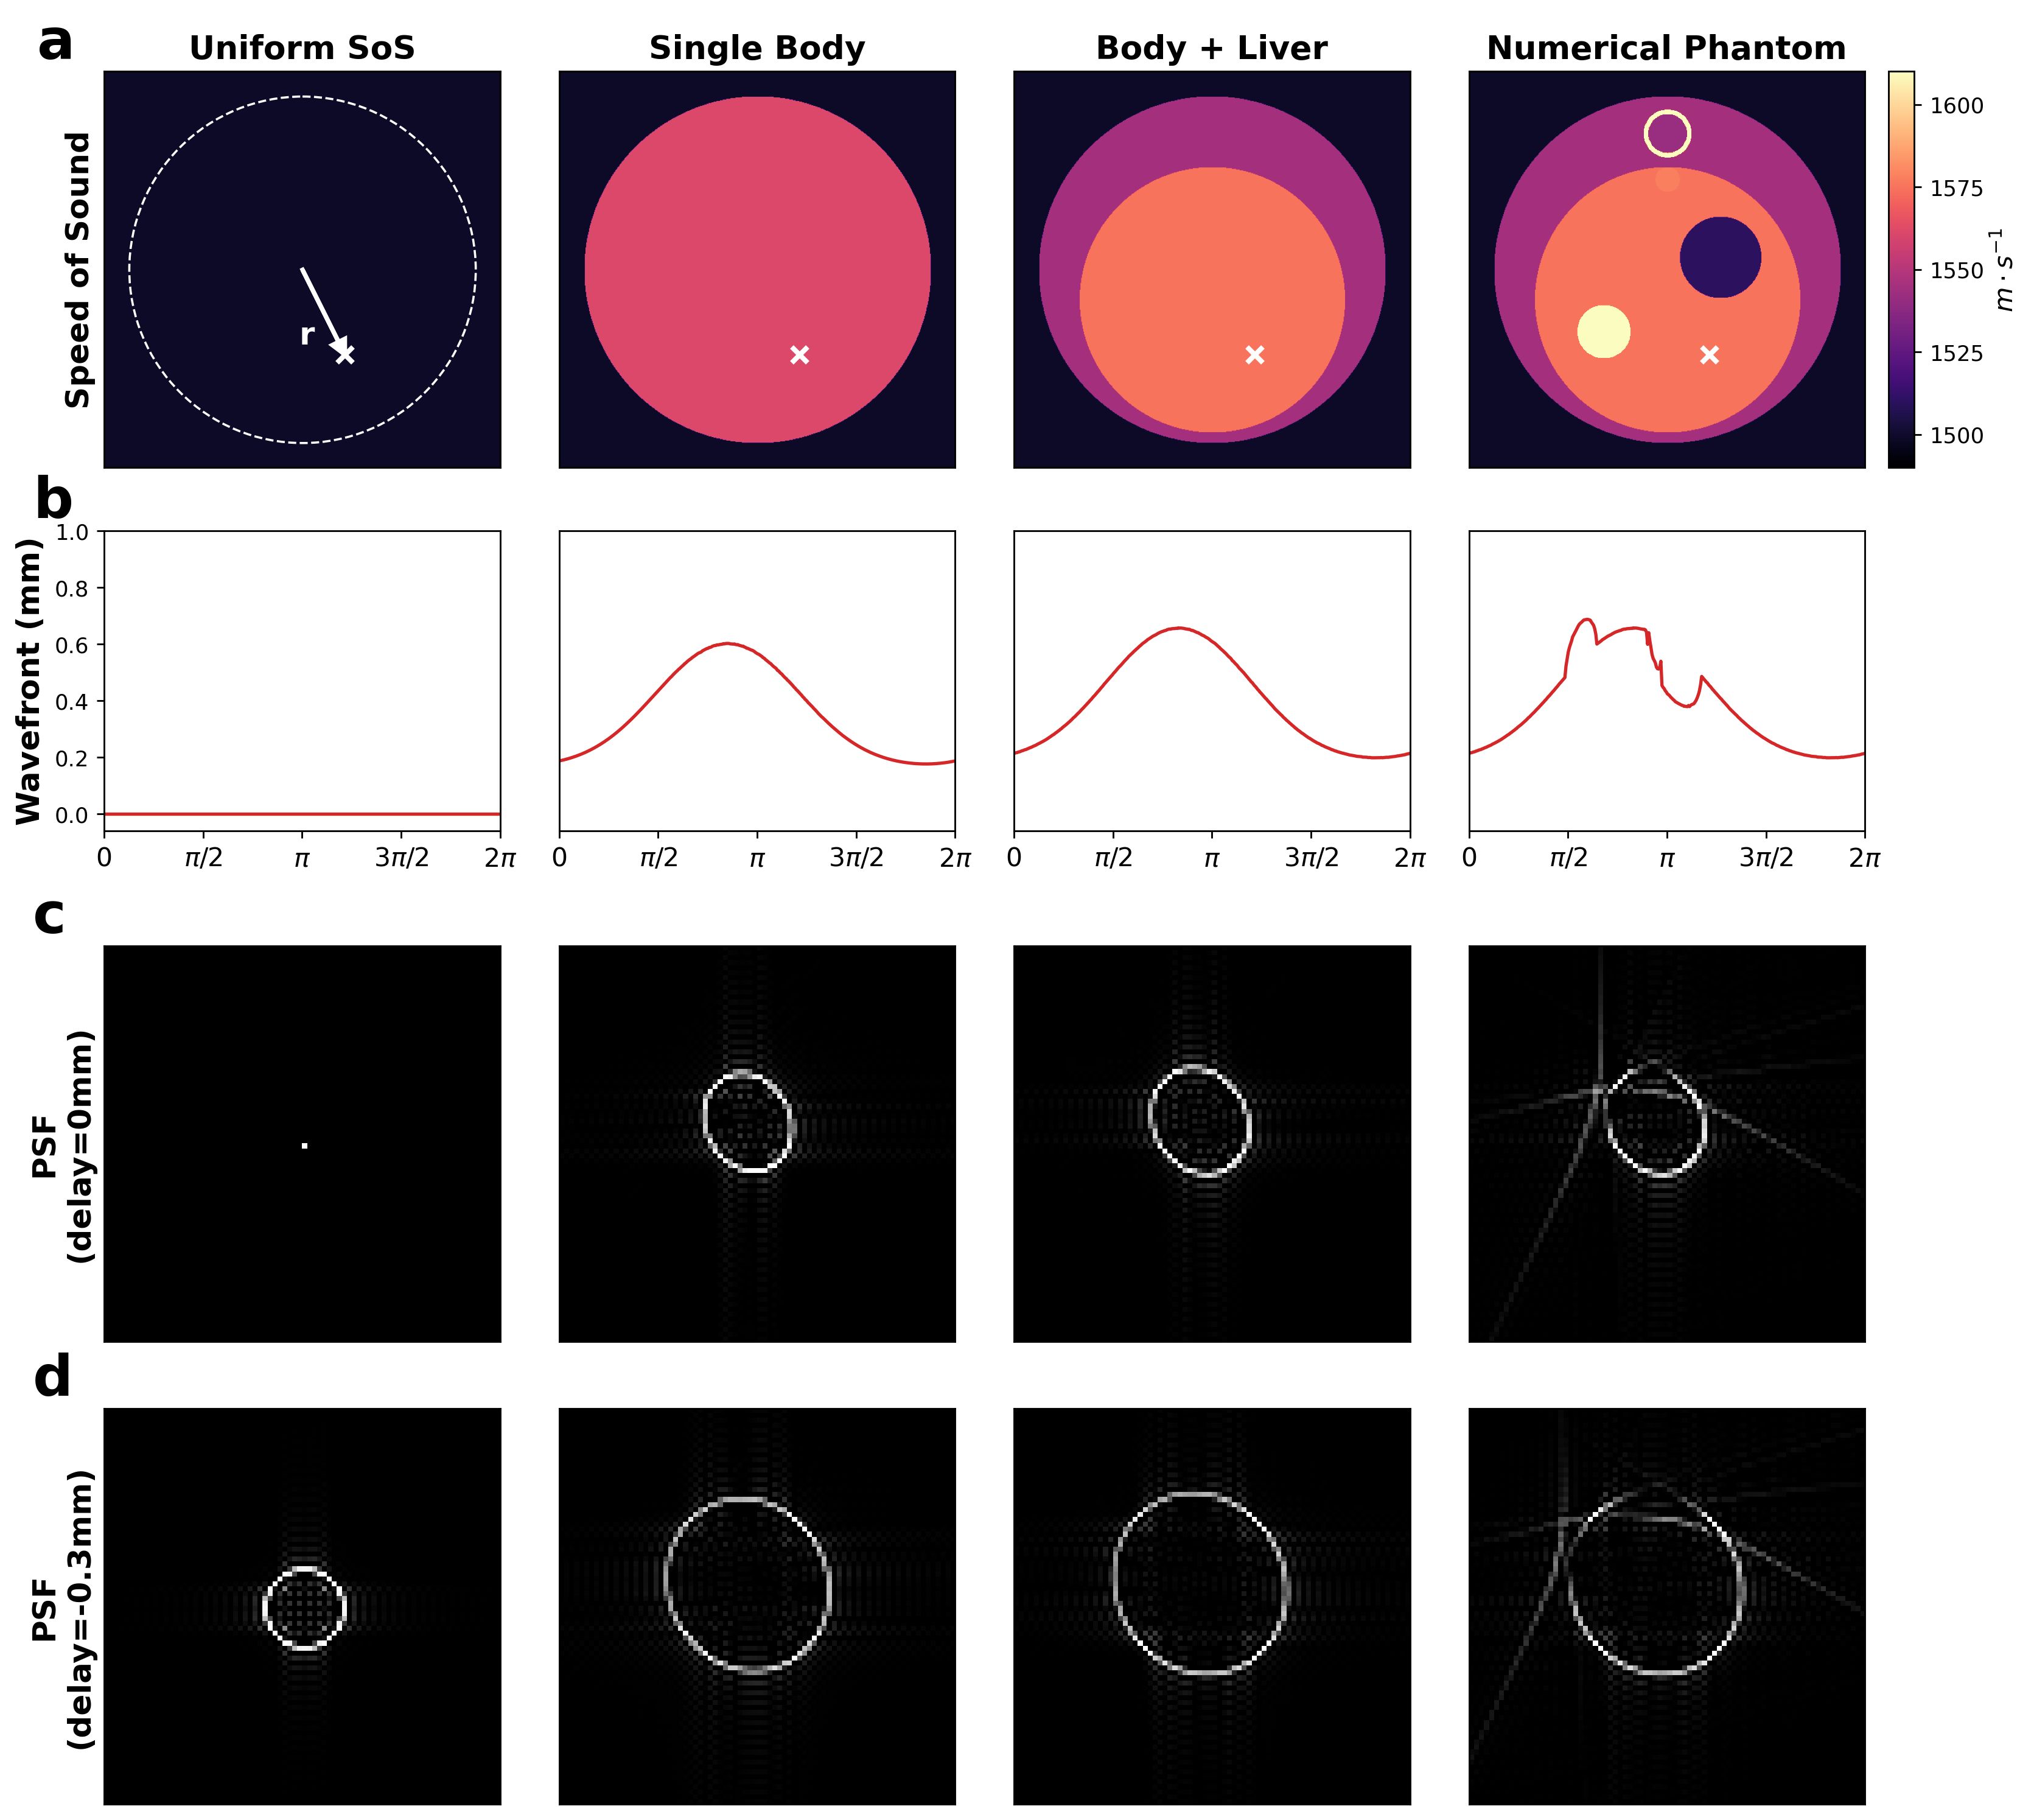 a
Uniform SoS
Single Body
Body + Liver
Numerical Phantom
Speed of Sound
r
1600
1575
1550
1525
1500
m · s⁻¹
b
Wavefront (mm)
1.0
0.8
0.6
0.4
0.2
0.0
0 π/2 π 3π/2 2π
0 π/2 π 3π/2 2π
0 π/2 π 3π/2 2π
0 π/2 π 3π/2 2π
c
PSF
(delay=0mm)
d
PSF
(delay=-0.3mm)